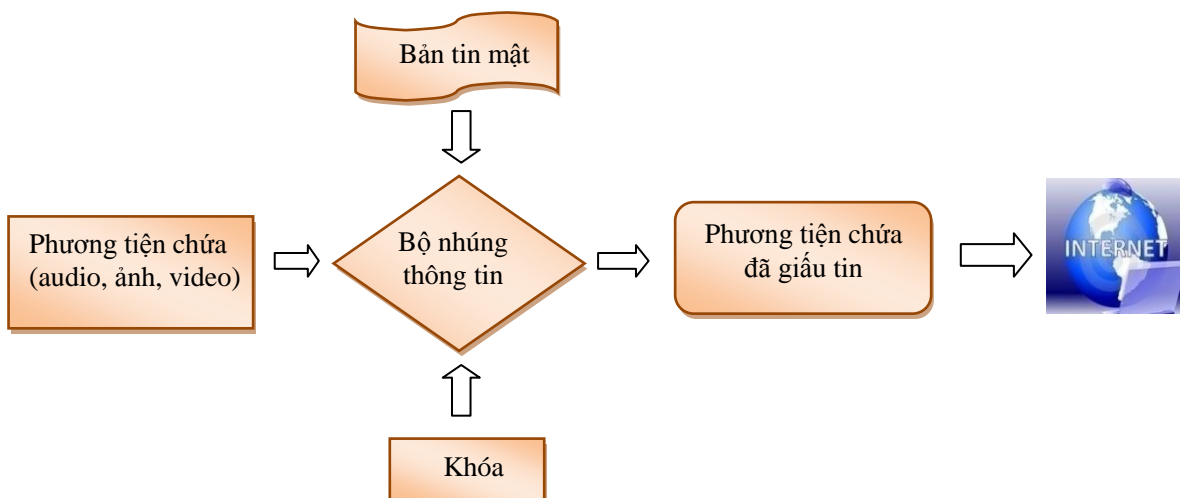 Bản tin mật
Phương tiện chứa
(audio, ảnh, video)
Bộ nhúng
thông tin
Phương tiện chứa
đã giấu tin
INTERNET
Khóa